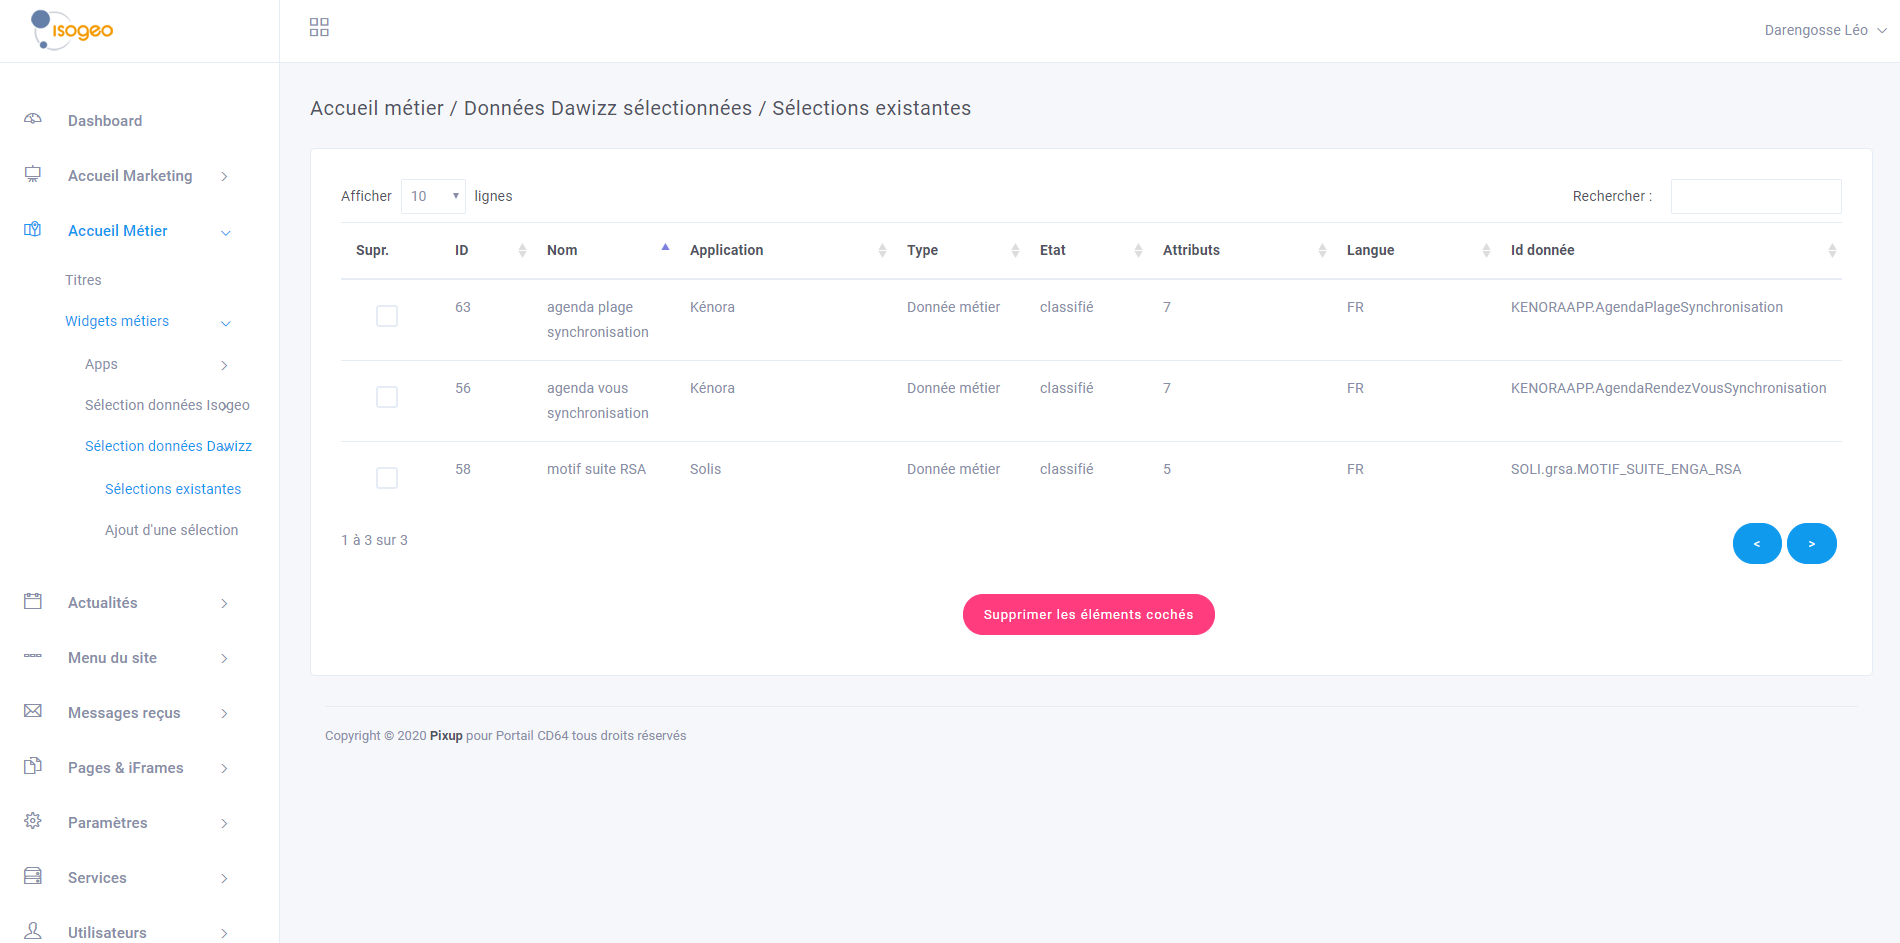 isogeo
Darengosse Léo
Dashboard
Accueil Marketing
Accueil Métier
Titres
Widgets métiers
Apps
Sélection données Isogeo
Sélection données Dawizz
Sélections existantes
Ajout d'une sélection
Actualités
Menu du site
Messages reçus
Pages & iFrames
Paramètres
Services
Utilisateurs
Accueil métier / Données Dawizz sélectionnées / Sélections existantes
Afficher 10 lignes
Rechercher :
Supr. ID Nom Application Type Etat Attributs Langue Id donnée
63 agenda plage Kénora Donnée métier classifié 7 FR KENORAAPP.AgendaPlageSynchronisation
synchronisation
56 agenda vous Kénora Donnée métier classifié 7 FR KENORAAPP.AgendaRendezVousSynchronisation
synchronisation
58 motif suite RSA Solis Donnée métier classifié 5 FR SOLI.grsa.MOTIF_SUITE_ENGA_RSA
1 à 3 sur 3
< >
Supprimer les éléments cochés
Copyright © 2020 Pixup pour Portail CD64 tous droits réservés